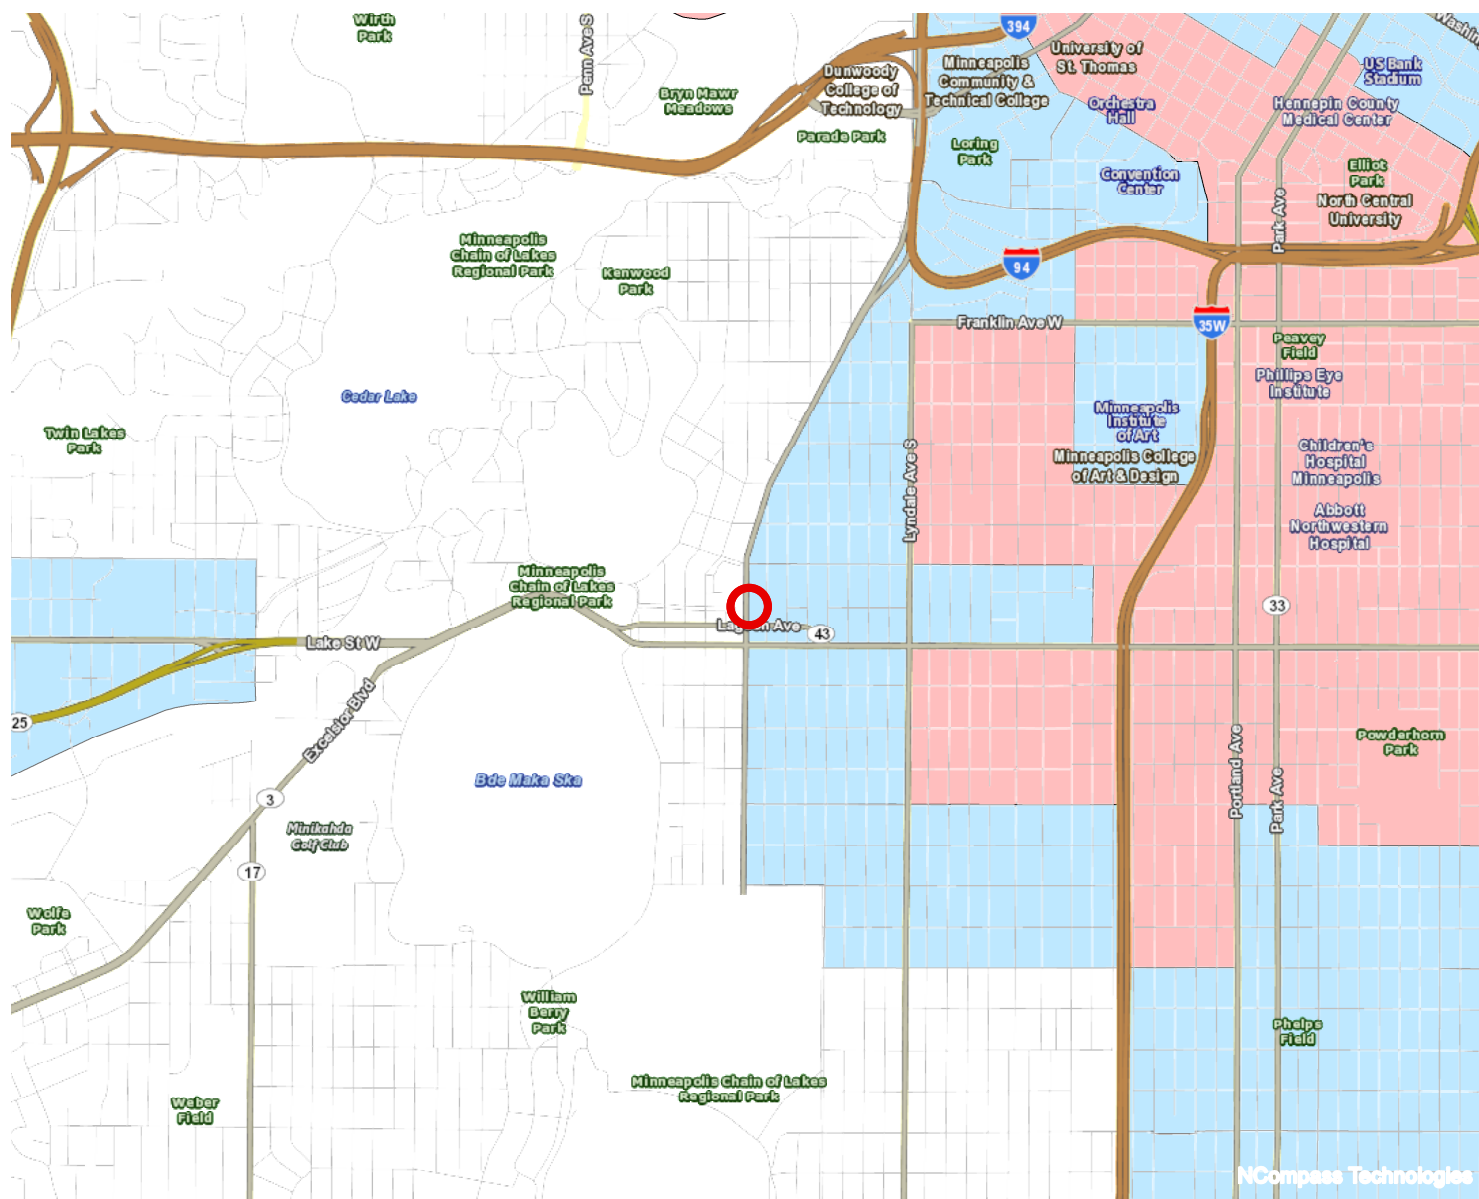 Wirth
Park
Penn Ave S
394
University of
St. Thomas
Minneapolis
Community &
Technical College
US Bank
Stadium
Dunwoody
College of
Technology
Bryn Mawr
Meadows
Orchestra
Hall
Hennepin County
Medical Center
Parade Park
Loring
Park
Convention
Center
Elliot
Park
North Central
University
Park Ave
Minneapolis
Chain of Lakes
Regional Park
Kenwood
Park
94
Franklin Ave W
35W
Peavey
Field
Phillips Eye
Institute
Cedar Lake
Twin Lakes
Park
Minneapolis
Institute
of Art
Minneapolis College
of Art & Design
Lyndale Ave S
Children's
Hospital
Minneapolis
Abbott
Northwestern
Hospital
Minneapolis
Chain of Lakes
Regional Park
33
43
Lake St W
Excelsior Blvd
25
Bde Maka Ska
Powderhorn
Park
Portland Ave
Park Ave
3
Minikahda
Golf Club
17
Wolfe
Park
William
Berry
Park
Phelps
Field
Minneapolis Chain of Lakes
Regional Park
Weber
Field
NCompass Technologies